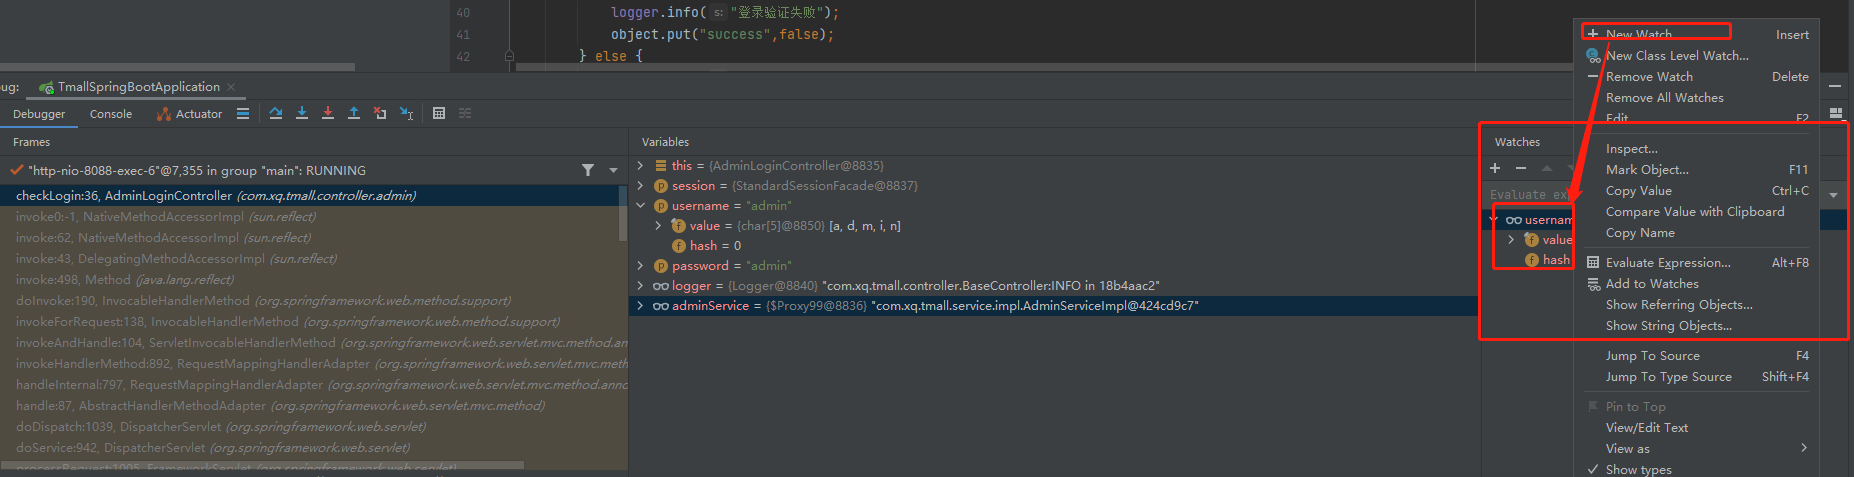 40 logger.info( s: "登录验证失败");
41 object.put("success",false);
42 } else {
ug: TmallSpringBootApplication
Debugger Console Actuator
Frames
"http-nio-8088-exec-6"@7,355 in group "main": RUNNING
checkLogin:36, AdminLoginController (com.xq.tmall.controller.admin)
invoke0:-1, NativeMethodAccessorImpl (sun.reflect)
invoke:62, NativeMethodAccessorImpl (sun.reflect)
invoke:43, DelegatingMethodAccessorImpl (sun.reflect)
invoke:498, Method (java.lang.reflect)
doInvoke:190, InvocableHandlerMethod (org.springframework.web.method.support)
invokeForRequest:138, InvocableHandlerMethod (org.springframework.web.method.support)
invokeAndHandle:104, ServletInvocableHandlerMethod (org.springframework.web.servlet.mvc.method.an
invokeHandlerMethod:892, RequestMappingHandlerAdapter (org.springframework.web.servlet.mvc.m
handleInternal:797, RequestMappingHandlerAdapter (org.springframework.web.servlet.mvc.method.anno
handle:87, AbstractHandlerMethodAdapter (org.springframework.web.servlet.mvc.method)
doDispatch:1039, DispatcherServlet (org.springframework.web.servlet)
doService:942, DispatcherServlet (org.springframework.web.servlet)
processRequest:1005, FrameworkServlet (org.springframework.web.servlet)
Variables
this = {AdminLoginController@8835}
session = {StandardSessionFacade@8837}
username = "admin"
value = {char[5]@8850} [a, d, m, i, n]
hash = 0
password = "admin"
logger = {Logger@8840} "com.xq.tmall.controller.BaseController:INFO in 18b4aac2"
adminService = {$Proxy99@8836} "com.xq.tmall.service.impl.AdminServiceImpl@424cd9c7"
Watches
Evaluate exp
usernam
value
hash
New Watch... Insert
New Class Level Watch...
Remove Watch Delete
Remove All Watches
Edit... F2
Inspect...
Mark Object... F11
Copy Value Ctrl+C
Compare Value with Clipboard
Copy Name
Evaluate Expression... Alt+F8
Add to Watches
Show Referring Objects...
Show String Objects...
Jump To Source F4
Jump To Type Source Shift+F4
Pin to Top
View/Edit Text
View as
Show types